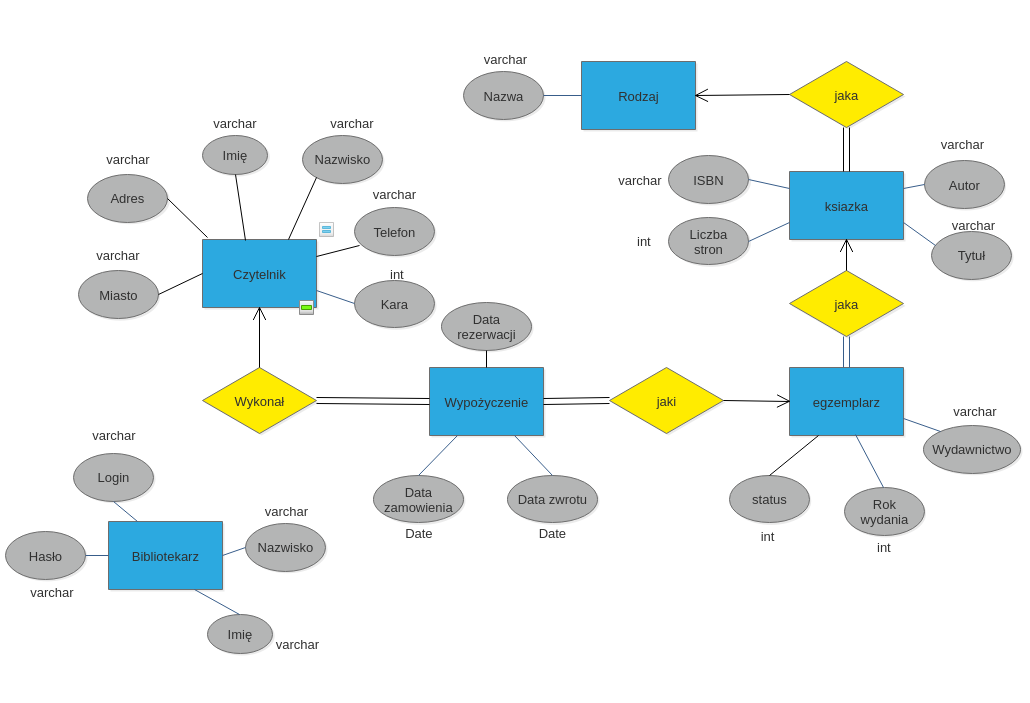 varchar
Nazwa
Rodzaj
jaka
varchar
Imię
varchar
Nazwisko
varchar
Adres
varchar
Telefon
varchar
Miasto
Czytelnik
int
Kara
varchar
ISBN
int
Liczba
stron
ksiazka
varchar
Autor
varchar
Tytuł
jaka
Data
rezerwacji
Wykonał
Wypożyczenie
jaki
egzemplarz
varchar
Wydawnictwo
Data
zamowienia
Date
Data zwrotu
Date
status
int
Rok
wydania
int
varchar
Login
Hasło
varchar
Bibliotekarz
varchar
Nazwisko
Imię
varchar